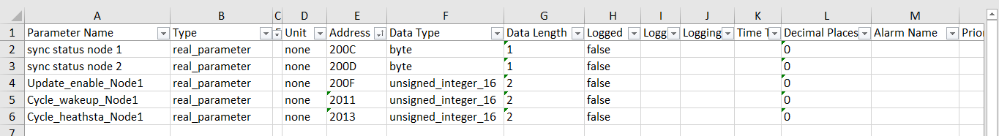 A B C D E F G H I J K L M
1 Parameter Name Type Unit Address Data Type Data Length Logged Logg Logging Time T Decimal Places Alarm Name Prior
2 sync status node 1 real_parameter none 200C byte 1 false 0
3 sync status node 2 real_parameter none 200D byte 1 false 0
4 Update_enable_Node1 real_parameter none 200F unsigned_integer_16 2 false 0
5 Cycle_wakeup_Node1 real_parameter none 2011 unsigned_integer_16 2 false 0
6 Cycle_heathsta_Node1 real_parameter none 2013 unsigned_integer_16 2 false 0
7